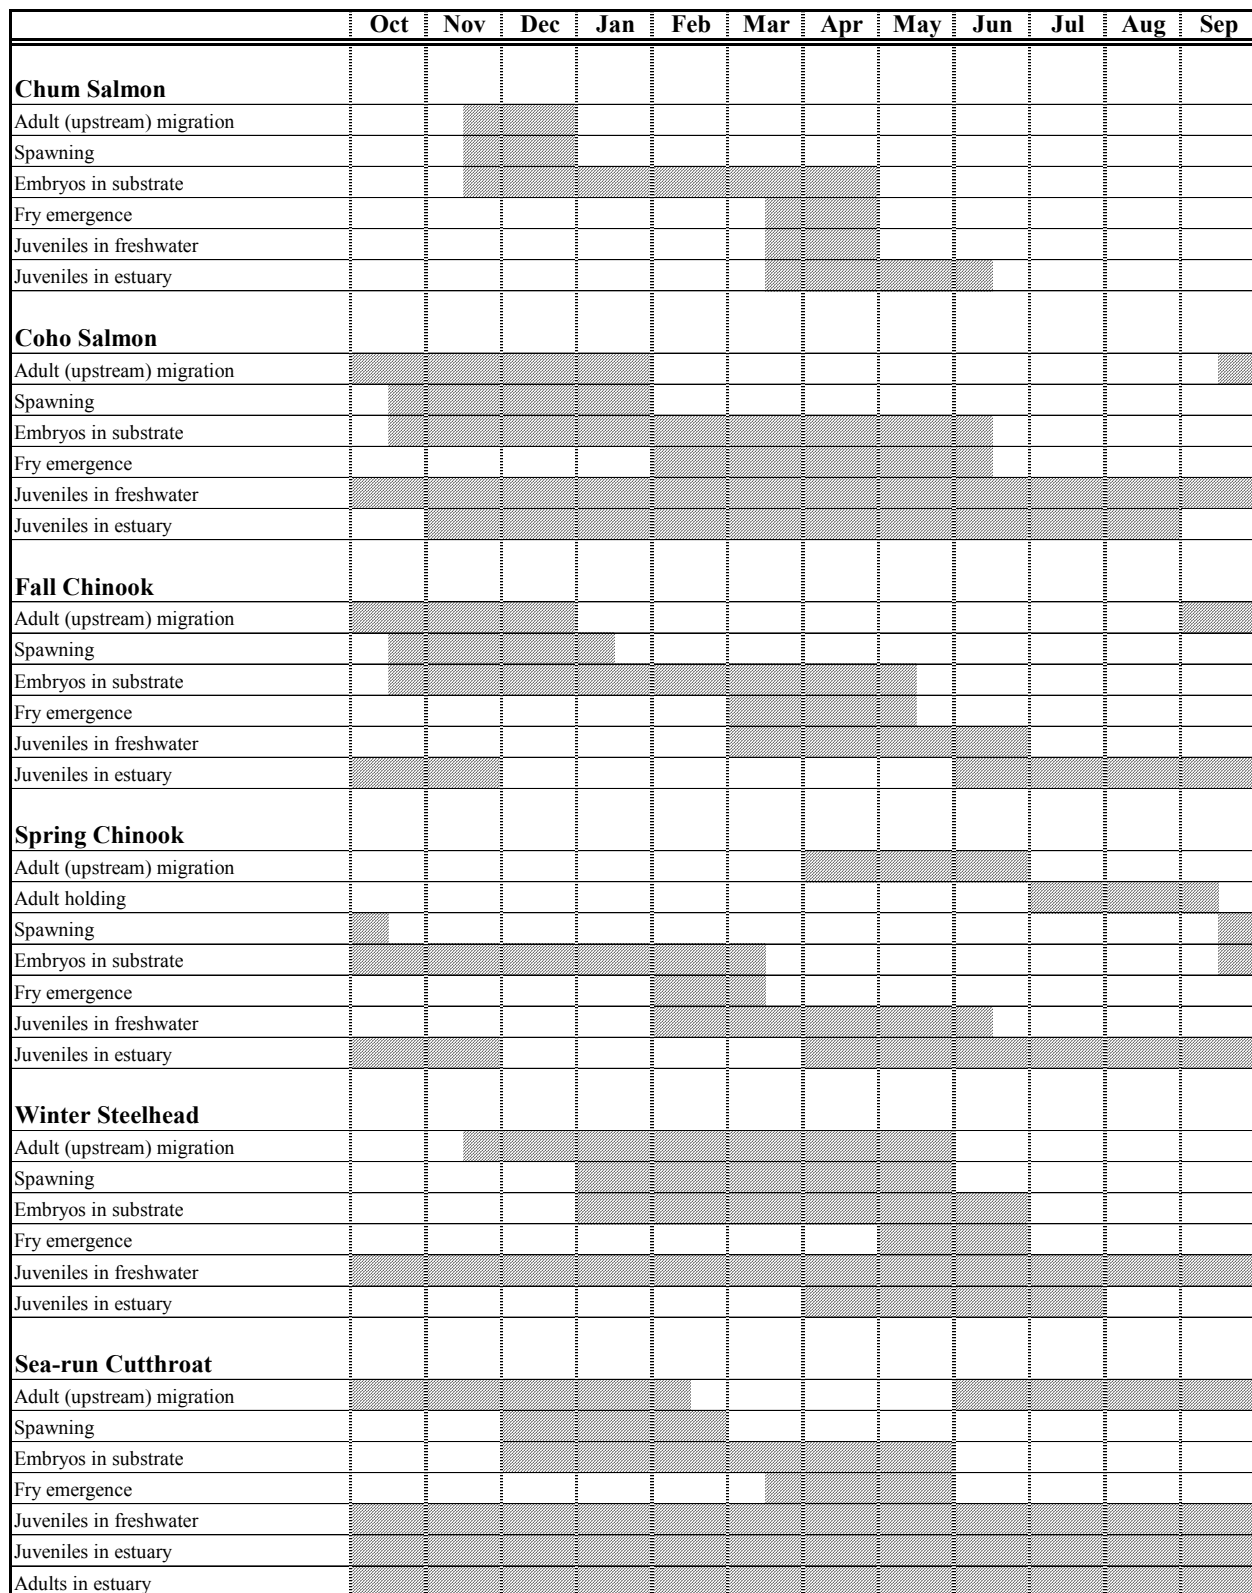 Oct Nov Dec Jan Feb Mar Apr May Jun Jul Aug Sep
Chum Salmon
Adult (upstream) migration
Spawning
Embryos in substrate
Fry emergence
Juveniles in freshwater
Juveniles in estuary
Coho Salmon
Adult (upstream) migration
Spawning
Embryos in substrate
Fry emergence
Juveniles in freshwater
Juveniles in estuary
Fall Chinook
Adult (upstream) migration
Spawning
Embryos in substrate
Fry emergence
Juveniles in freshwater
Juveniles in estuary
Spring Chinook
Adult (upstream) migration
Adult holding
Spawning
Embryos in substrate
Fry emergence
Juveniles in freshwater
Juveniles in estuary
Winter Steelhead
Adult (upstream) migration
Spawning
Embryos in substrate
Fry emergence
Juveniles in freshwater
Juveniles in estuary
Sea-run Cutthroat
Adult (upstream) migration
Spawning
Embryos in substrate
Fry emergence
Juveniles in freshwater
Juveniles in estuary
Adults in estuary